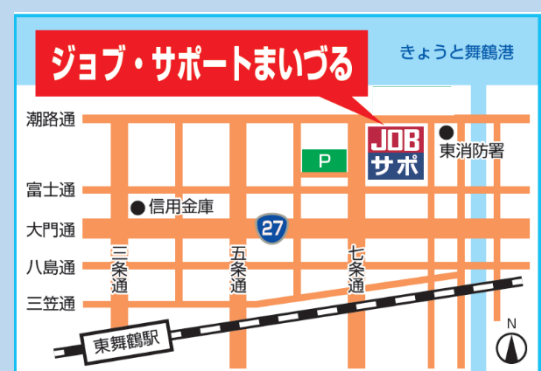 ジョブ・サポートまいづる
きょうと舞鶴港
潮路通
JOB
サポ
東消防署
P
富士通
信用金庫
大門通
27
八島通
三条通
五条通
七条通
三笠通
東舞鶴駅
N